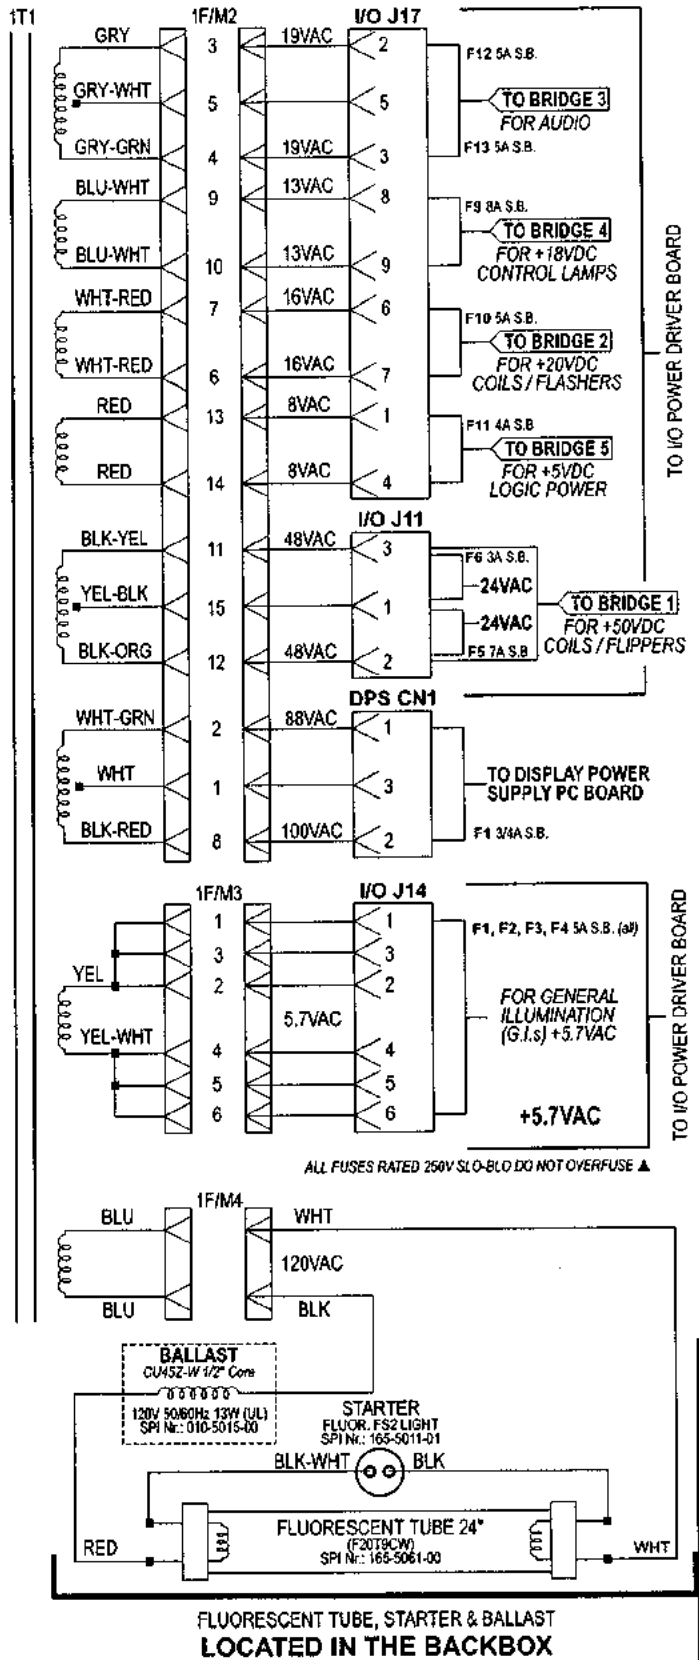 1T1 1F/M2 I/O J17
GRY 3 19VAC 2
F12 5A S.B.
GRY-WHT 5 5
TO BRIDGE 3
FOR AUDIO
GRY-GRN 4 19VAC 3
F13 5A S.B.
BLU-WHT 9 13VAC 8
F9 8A S.B.
TO BRIDGE 4
FOR +18VDC
CONTROL LAMPS
BLU-WHT 10 13VAC 9
WHT-RED 7 16VAC 6
F10 5A S.B.
TO BRIDGE 2
FOR +20VDC
COILS / FLASHERS
WHT-RED 6 16VAC 7
RED 13 8VAC 1
F11 4A S.B
TO BRIDGE 5
FOR +5VDC
LOGIC POWER
RED 14 8VAC 4
TO I/O POWER DRIVER BOARD
I/O J11
BLK-YEL 11 48VAC 3
F6 3A S.B.
24VAC
YEL-BLK 15 1
TO BRIDGE 1
FOR +50VDC
COILS / FLIPPERS
24VAC
F5 7A S.B
BLK-ORG 12 48VAC 2
DPS CN1
WHT-GRN 2 88VAC 1
WHT 1 3
TO DISPLAY POWER
SUPPLY PC BOARD
BLK-RED 8 100VAC 2
F1 3/4A S.B.
1F/M3 I/O J14
1 1
F1, F2, F3, F4 5A S.B. (all)
3 3
YEL 2 2
5.7VAC
FOR GENERAL
ILLUMINATION
(G.I.s) +5.7VAC
YEL-WHT 4 4
5 5
6 6
+5.7VAC
TO I/O POWER DRIVER BOARD
ALL FUSES RATED 250V SLO-BLO DO NOT OVERFUSE ▲
1F/M4
BLU WHT
120VAC
BLU BLK
BALLAST
CU45Z-W 1/2" Core
120V 50/60Hz 13W (UL)
SPI Nr.: 010-5015-00
STARTER
FLUOR. FS2 LIGHT
SPI Nr.: 165-5011-01
BLK-WHT BLK
FLUORESCENT TUBE 24"
(F20T9CW)
SPI Nr.: 165-5061-00
RED WHT
FLUORESCENT TUBE, STARTER & BALLAST
LOCATED IN THE BACKBOX